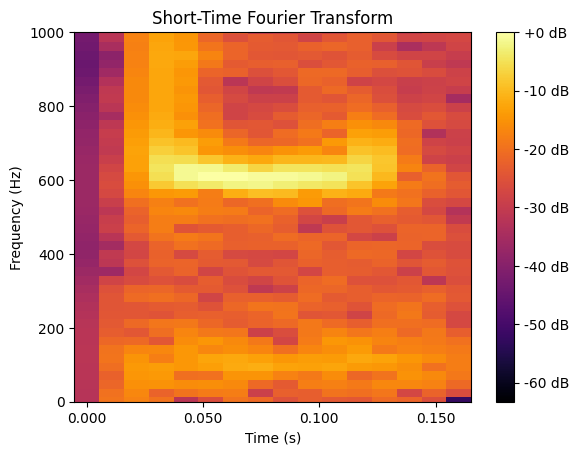 Short-Time Fourier Transform
1000
800
600
400
200
0
Frequency (Hz)
0.000
0.050
0.100
0.150
Time (s)
+0 dB
-10 dB
-20 dB
-30 dB
-40 dB
-50 dB
-60 dB